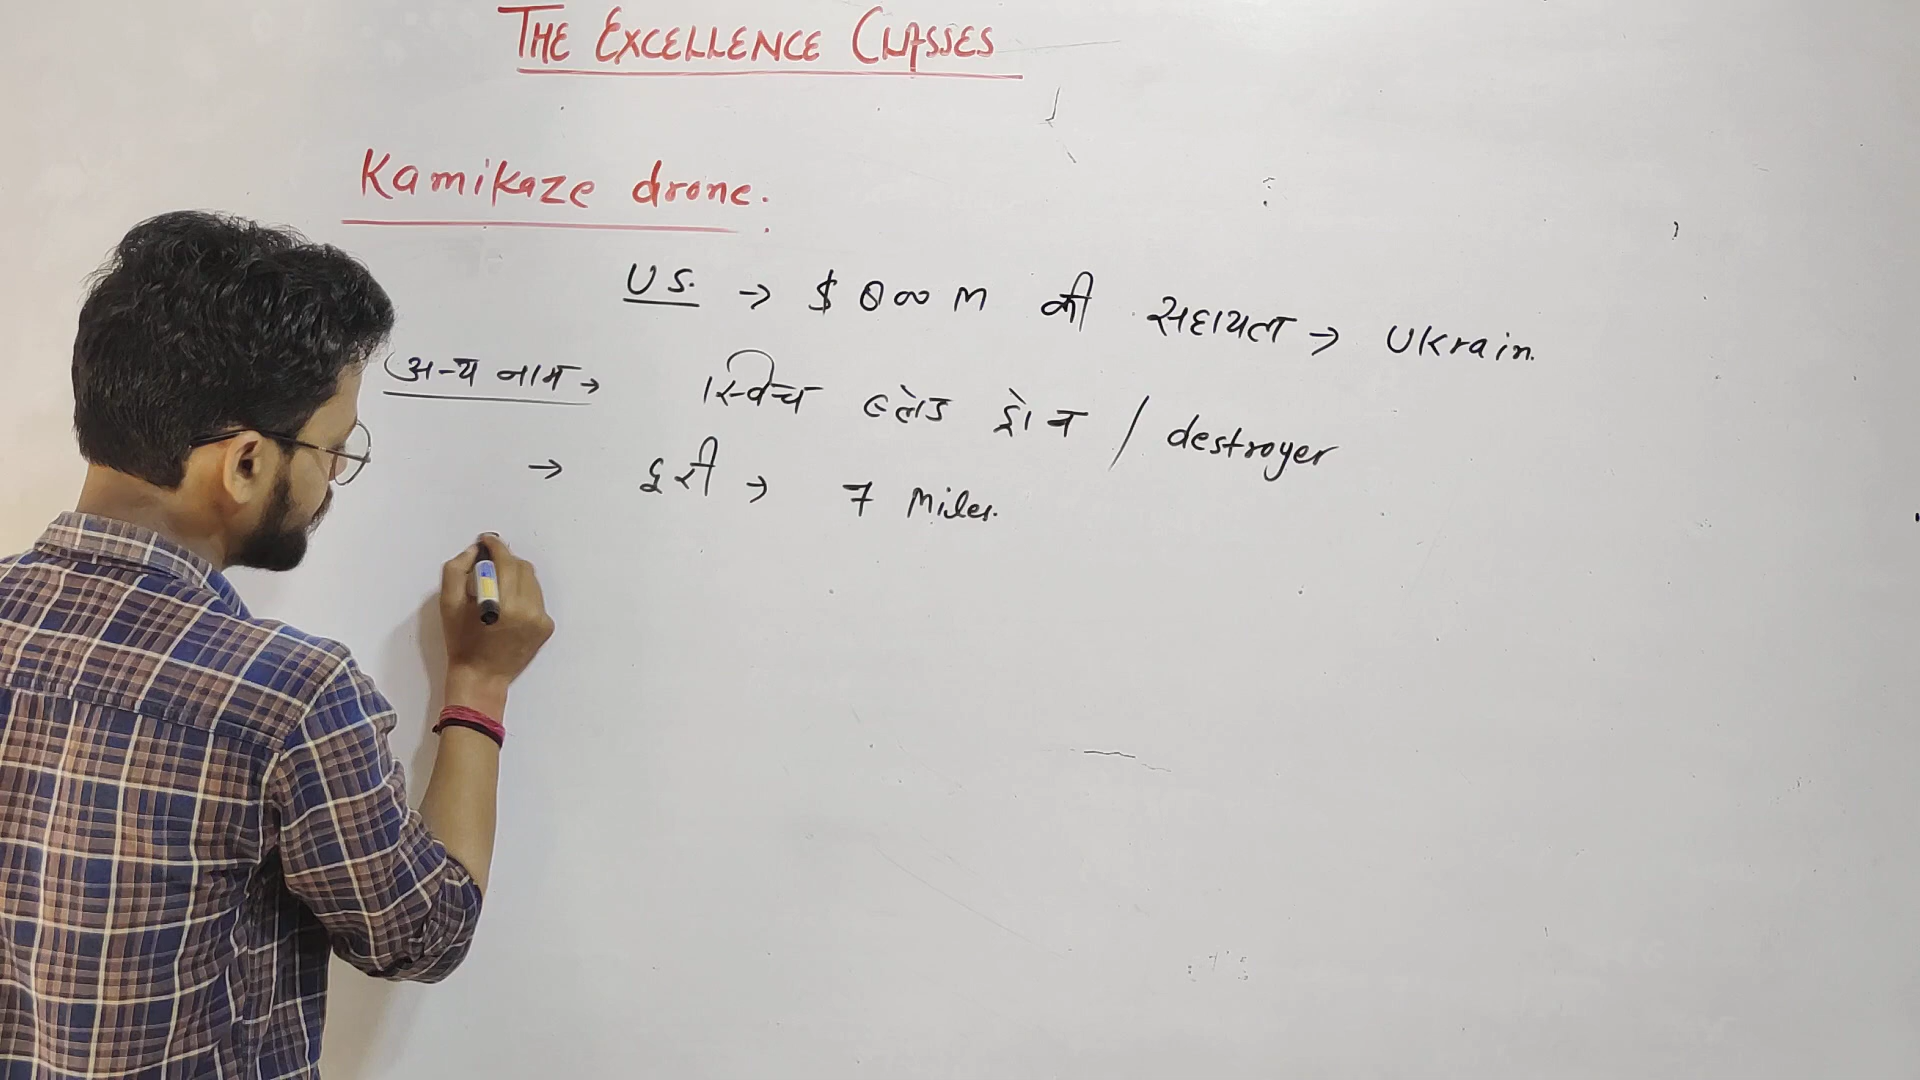 THE EXCELLENCE CLASSES
Kamikaze drone.
U S. → $ 800 M की सहायता → Ukrain.
अन्य नाम → स्विच ब्लेड ड्रोन / destroyer
→ दूरी → 7 Miles.